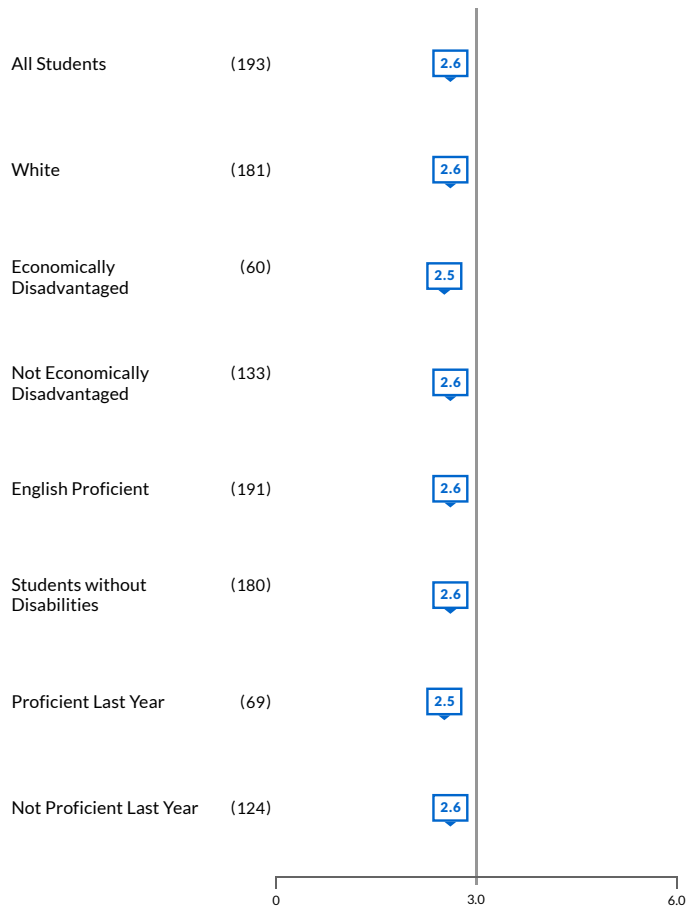 All Students (193) 2.6
White (181) 2.6
Economically (60) 2.5
Disadvantaged
Not Economically (133) 2.6
Disadvantaged
English Proficient (191) 2.6
Students without (180) 2.6
Disabilities
Proficient Last Year (69) 2.5
Not Proficient Last Year (124) 2.6
0 3.0 6.0